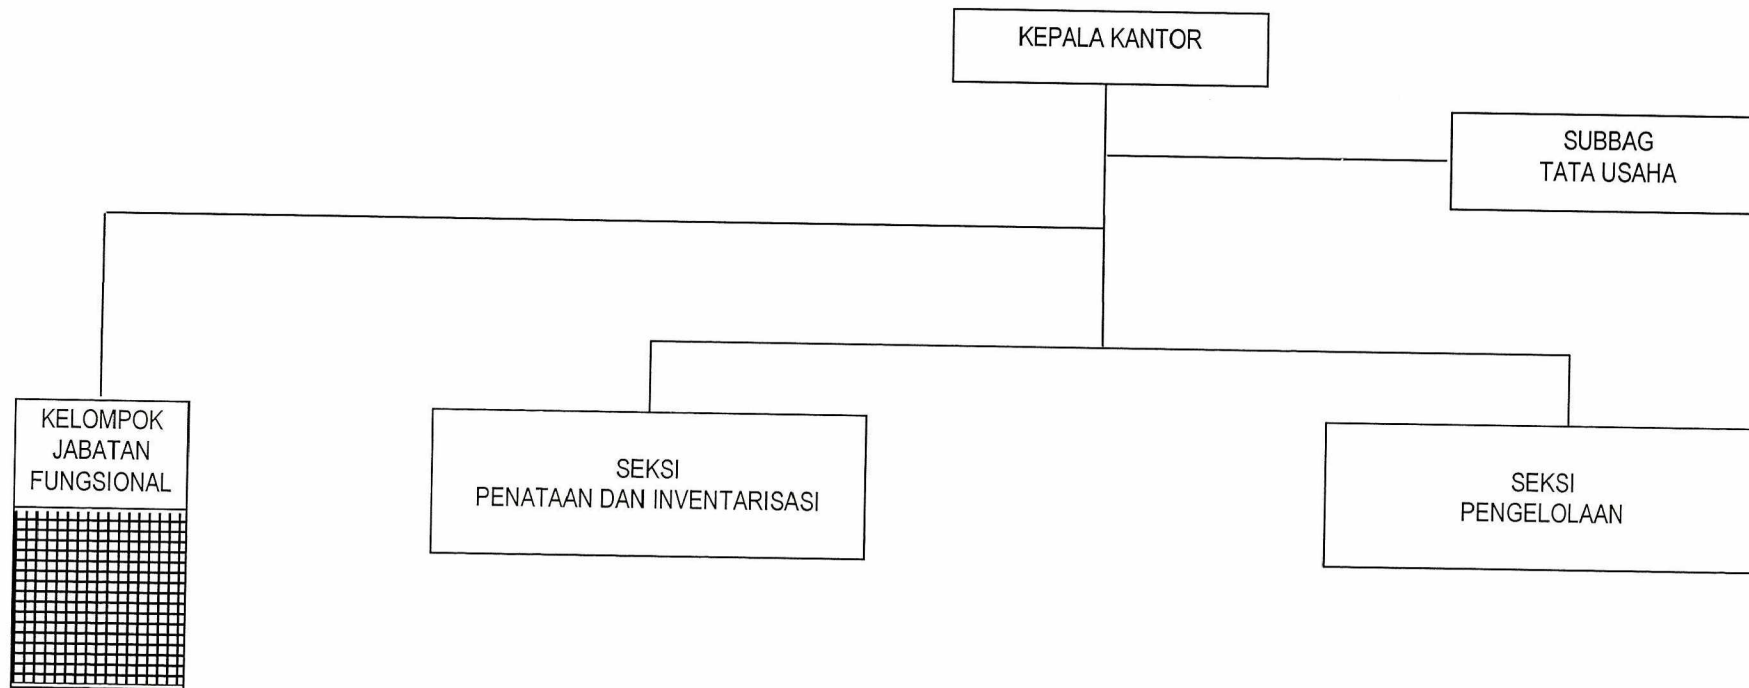 KEPALA KANTOR
SUBBAG
TATA USAHA
KELOMPOK
JABATAN
FUNGSIONAL
SEKSI
PENATAAN DAN INVENTARISASI
SEKSI
PENGELOLAAN